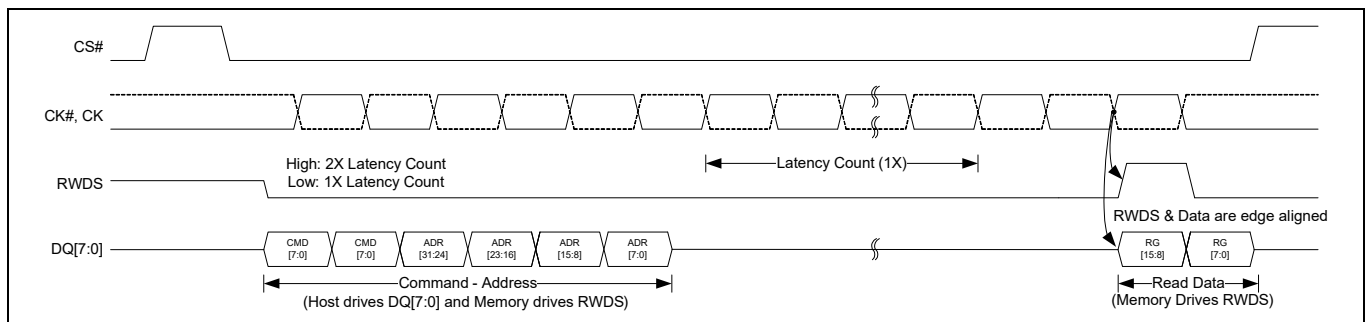 CS#
CK#, CK
High: 2X Latency Count
Low: 1X Latency Count
Latency Count (1X)
RWDS
RWDS & Data are edge aligned
DQ[7:0]
CMD
[7:0]
CMD
[7:0]
ADR
[31:24]
ADR
[23:16]
ADR
[15:8]
ADR
[7:0]
RG
[15:8]
RG
[7:0]
Command - Address
(Host drives DQ[7:0] and Memory drives RWDS)
Read Data
(Memory Drives RWDS)